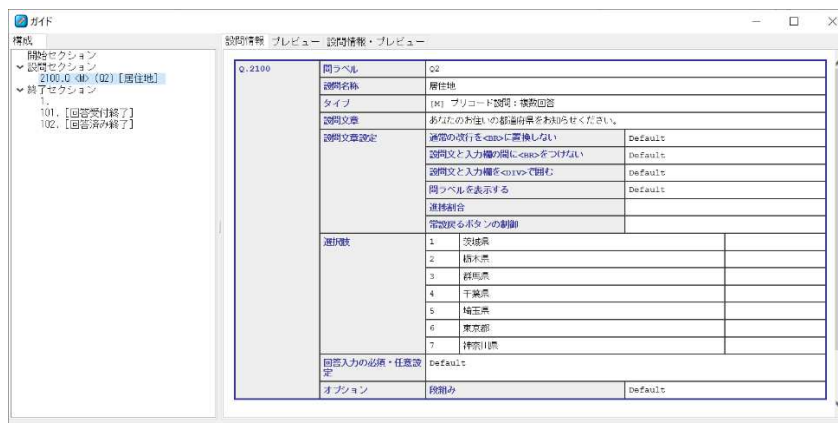 ガイド
構成
開始セクション
設問セクション
2100.Q <M> (Q2) [居住地]
終了セクション
1.
101. [回答受付終了]
102. [回答済み終了]
設問情報 プレビュー 設問情報・プレビュー
Q.2100 問ラベル Q2
設問名称 居住地
タイプ [M] プリコード設問：複数回答
設問文章 あなたのお住いの都道府県をお知らせください。
設問文章設定 通常の改行を<BR>に置換しない Default
設問文と入力欄の間に<BR>をつけない Default
設問文と入力欄を<DIV>で囲む Default
問ラベルを表示する Default
進捗割合
常設戻るボタンの制御
選択肢 1 茨城県
2 栃木県
3 群馬県
4 千葉県
5 埼玉県
6 東京都
7 神奈川県
回答入力の必須・任意設定 Default
オプション 段組み Default